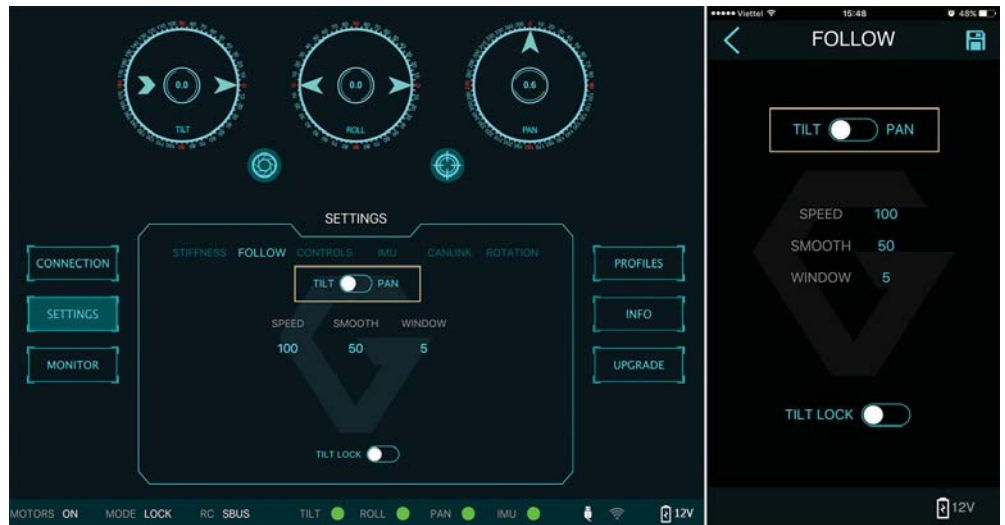 0.0
0.0
0.6
TILT
ROLL
PAN
SETTINGS
STIFFNESS FOLLOW CONTROLS IMU CANLINK ROTATION
TILT PAN
SPEED SMOOTH WINDOW
100 50 5
TILT LOCK
CONNECTION
SETTINGS
MONITOR
PROFILES
INFO
UPGRADE
MOTORS ON MODE LOCK RC SBUS TILT ROLL PAN IMU 12V
Viettel 15:48 48%
FOLLOW
TILT PAN
SPEED 100
SMOOTH 50
WINDOW 5
TILT LOCK
12V